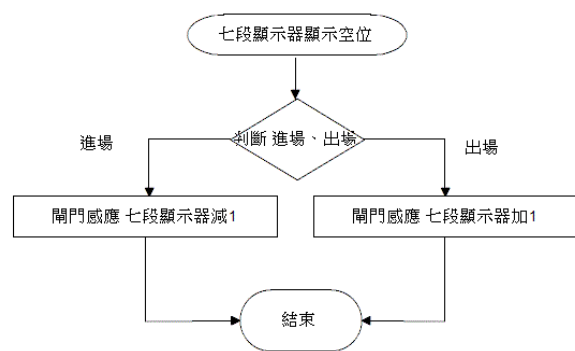 七段顯示器顯示空位
判斷 進場、出場
進場
出場
閘門感應 七段顯示器減1
閘門感應 七段顯示器加1
結束